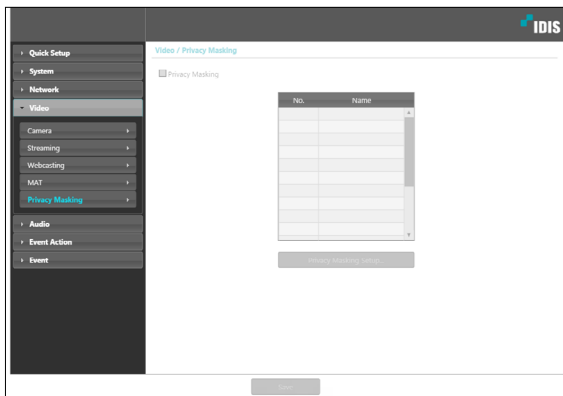 IDIS
Quick Setup
System
Network
Video
Camera
Streaming
Webcasting
MAT
Privacy Masking
Audio
Event Action
Event
Video / Privacy Masking
Privacy Masking
No. Name
Privacy Masking Setup...
Save